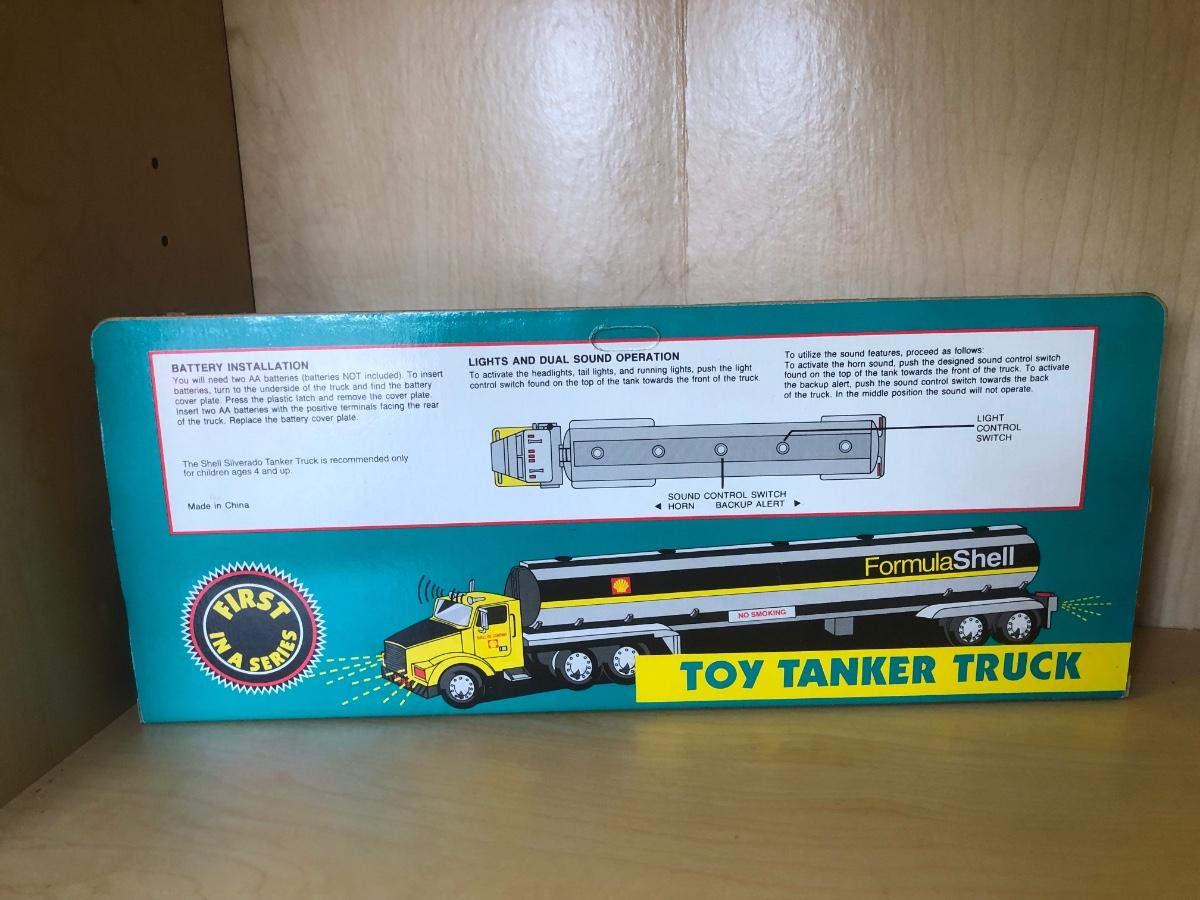 BATTERY INSTALLATION
You will need two AA batteries (batteries NOT included). To insert
batteries, turn to the underside of the truck and find the battery
cover plate. Press the plastic latch and remove the cover plate.
Insert two AA batteries with the positive terminals facing the rear
of the truck. Replace the battery cover plate.
The Shell Silverado Tanker Truck is recommended only
for children ages 4 and up.
Made in China
LIGHTS AND DUAL SOUND OPERATION
To activate the headlights, tail lights, and running lights, push the light
control switch found on the top of the tank towards the front of the truck.
To utilize the sound features, proceed as follows:
To activate the horn sound, push the designed sound control switch
found on the top of the tank towards the front of the truck. To activate
the backup alert, push the sound control switch towards the back
of the truck. In the middle position the sound will not operate.
LIGHT
CONTROL
SWITCH
SOUND CONTROL SWITCH
◄ HORN BACKUP ALERT ►
FIRST
IN A SERIES
FormulaShell
NO SMOKING
SHELL OIL COMPANY
TOY TANKER TRUCK